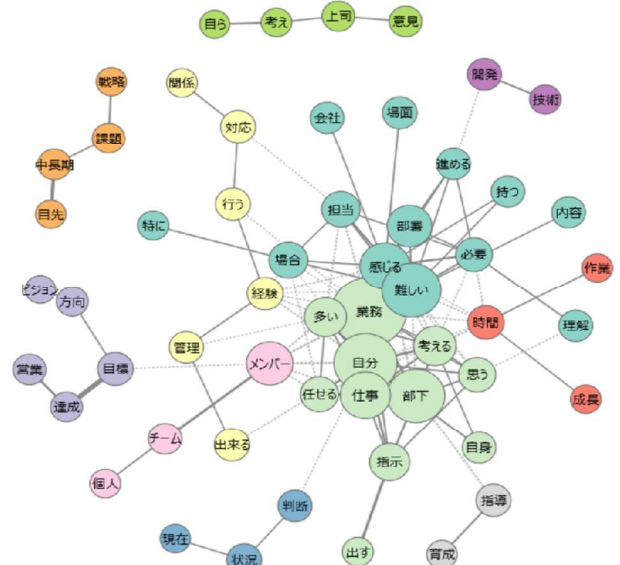 自ら
考え
上司
意見
戦略
課題
中長期
目先
関係
対応
行う
経験
管理
出来る
会社
場面
開発
技術
進める
持つ
内容
担当
部署
必要
特に
場合
感じる
難しい
作業
時間
理解
成長
ビジョン
方向
目標
営業
達成
多い
業務
考える
自分
思う
任せる
仕事
部下
メンバー
チーム
個人
自身
指示
出す
判断
現在
状況
指導
育成